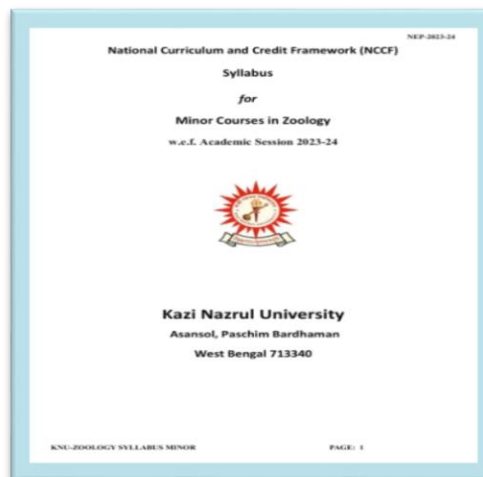 NEP-2023-24
National Curriculum and Credit Framework (NCCF)
Syllabus
for
Minor Courses in Zoology
w.e.f. Academic Session 2023-24
Kazi Nazrul University
Asansol, Paschim Bardhaman
West Bengal 713340
KNU-ZOOLOGY SYLLABUS MINOR PAGE: 1